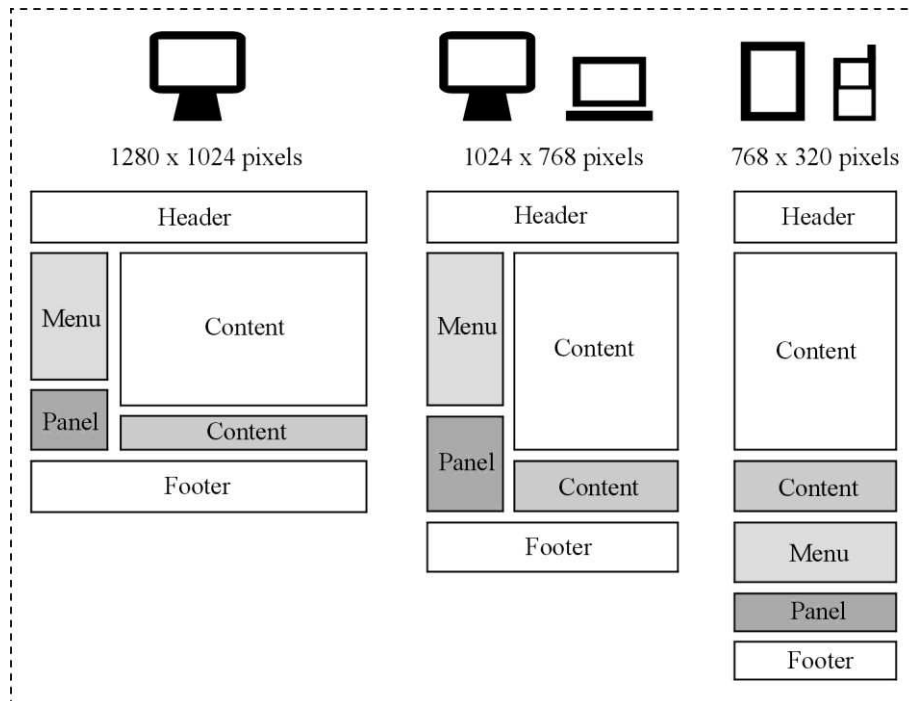 1280 x 1024 pixels
Header
Menu
Content
Panel
Content
Footer
1024 x 768 pixels
Header
Menu
Content
Panel
Content
Footer
768 x 320 pixels
Header
Content
Content
Menu
Panel
Footer